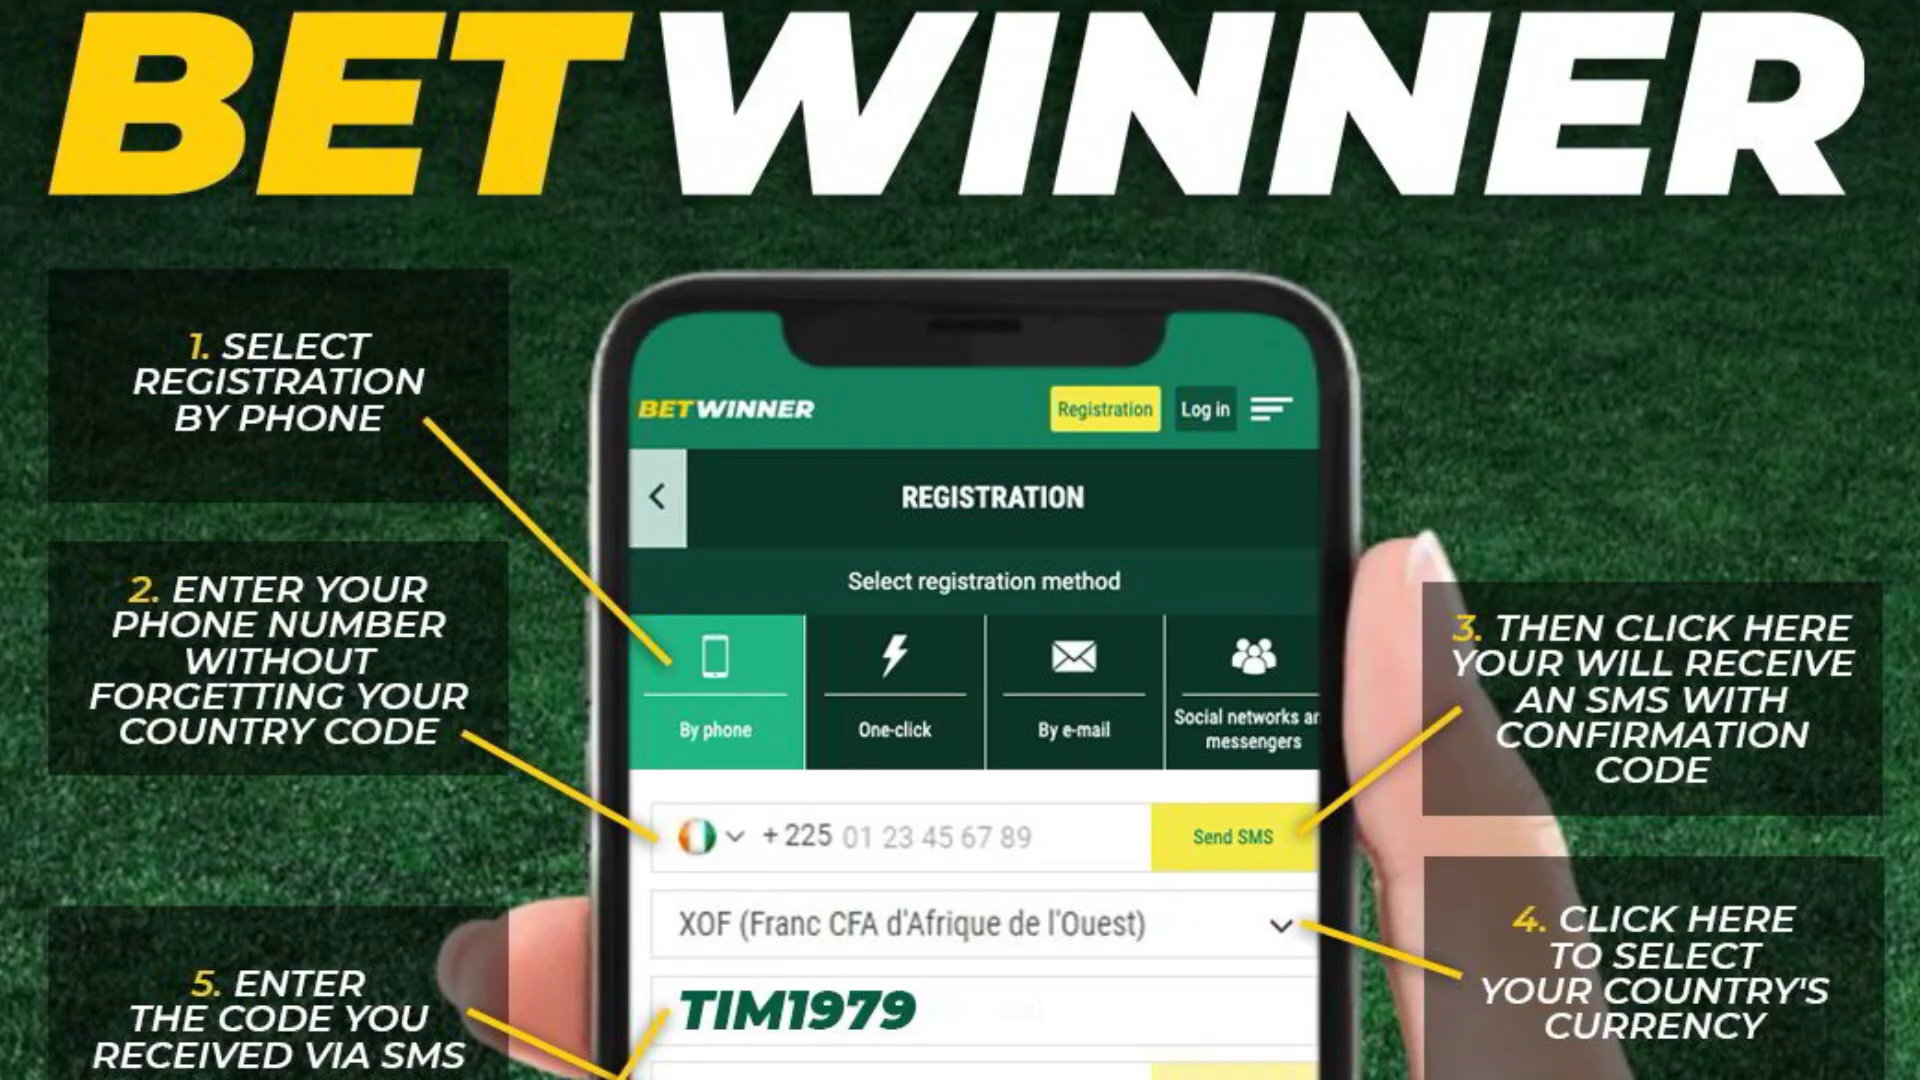 BETWINNER
1. SELECT
REGISTRATION
BY PHONE
2. ENTER YOUR
PHONE NUMBER
WITHOUT
FORGETTING YOUR
COUNTRY CODE
5. ENTER
THE CODE YOU
RECEIVED VIA SMS
BETWINNER
Registration
Log in
REGISTRATION
Select registration method
By phone
One-click
By e-mail
Social networks
messengers
+ 225 01 23 45 67 89
Send SMS
XOF (Franc CFA d'Afrique de l'Ouest)
TIM1979
3. THEN CLICK HERE
YOUR WILL RECEIVE
AN SMS WITH
CONFIRMATION
CODE
4. CLICK HERE
TO SELECT
YOUR COUNTRY'S
CURRENCY